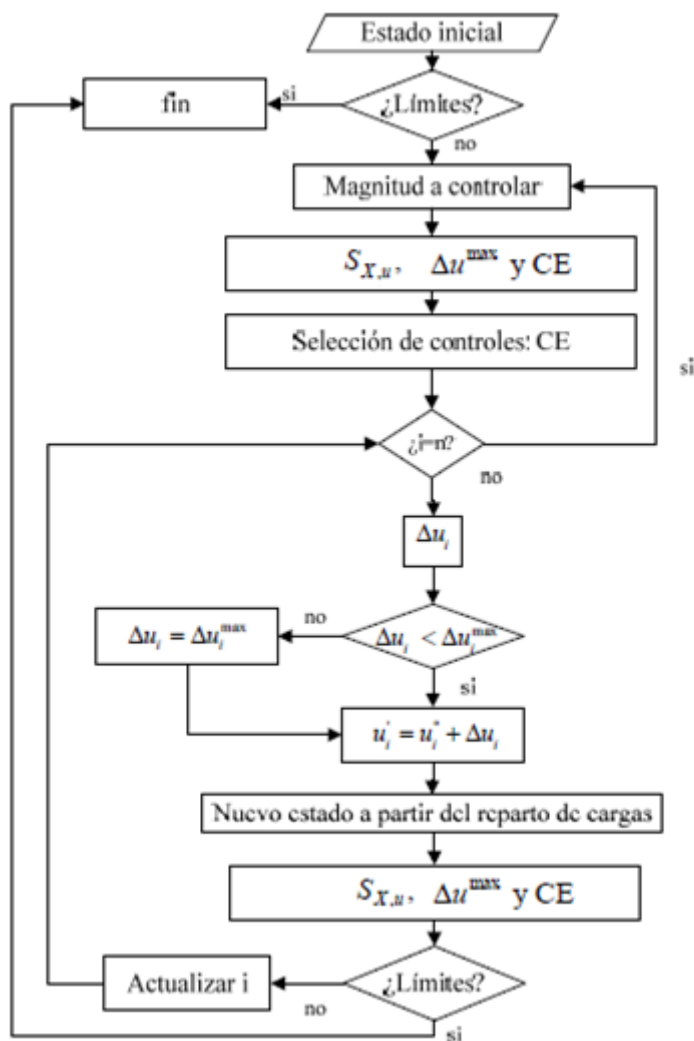 Estado inicial
fin
si
¿Límites?
no
Magnitud a controlar
S_{X,u}, Δu^{max} y CE
Selección de controles: CE
si
¿i=n?
no
Δu_i
no
Δu_i = Δu_i^{max}
Δu_i < Δu_i^{max}
si
u_i^' = u_i^° + Δu_i
Nuevo estado a partir del reparto de cargas
S_{X,u}, Δu^{max} y CE
Actualizar i
no
¿Límites?
si